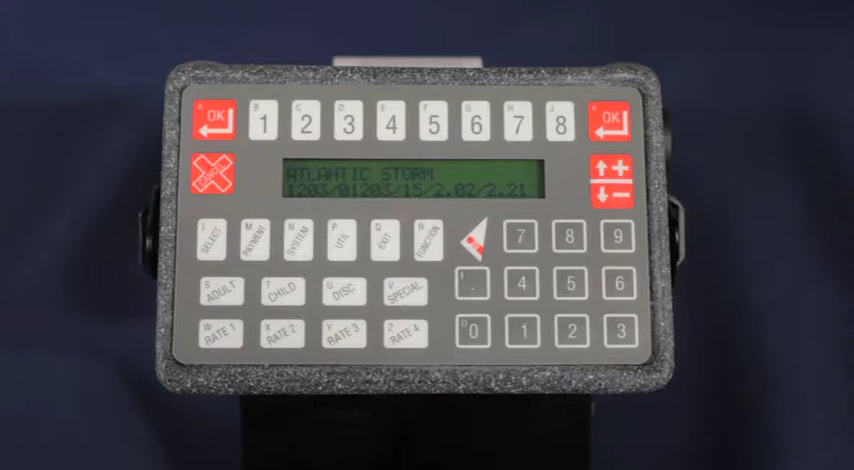 A OK B 1 C 2 D 3 E 4 F 5 G 6 H 7 J 8 K OK
CANCEL
ATLANTIC STORM
+
1203/01203/15/2.02/2.21
-
L SELECT M PAYMENT N SYSTEM P UTIL Q EXIT R FUNCTION 7 8 9
S ADULT T CHILD U DISC V SPECIAL . 4 5 6
W RATE 1 X RATE 2 Y RATE 3 Z RATE 4 0 1 2 3